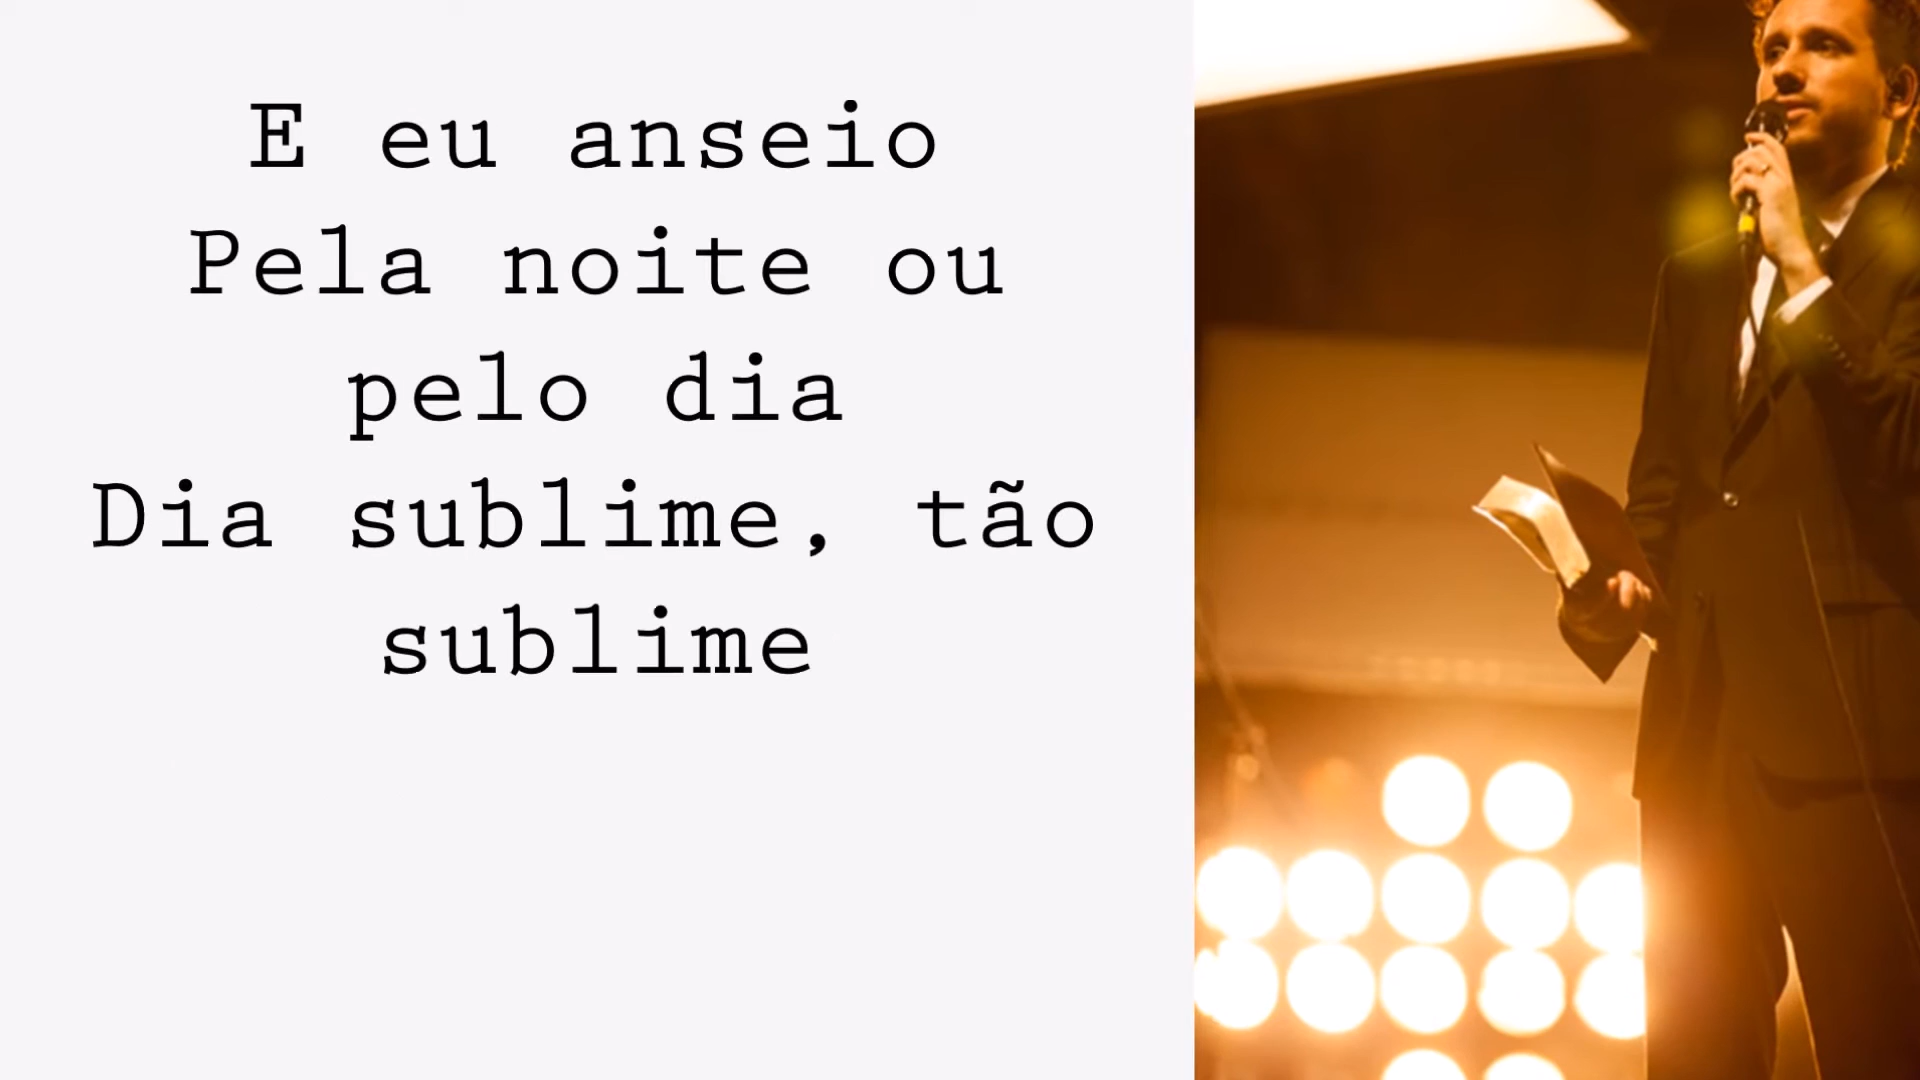 E eu anseio
Pela noite ou
pelo dia
Dia sublime, tão
sublime